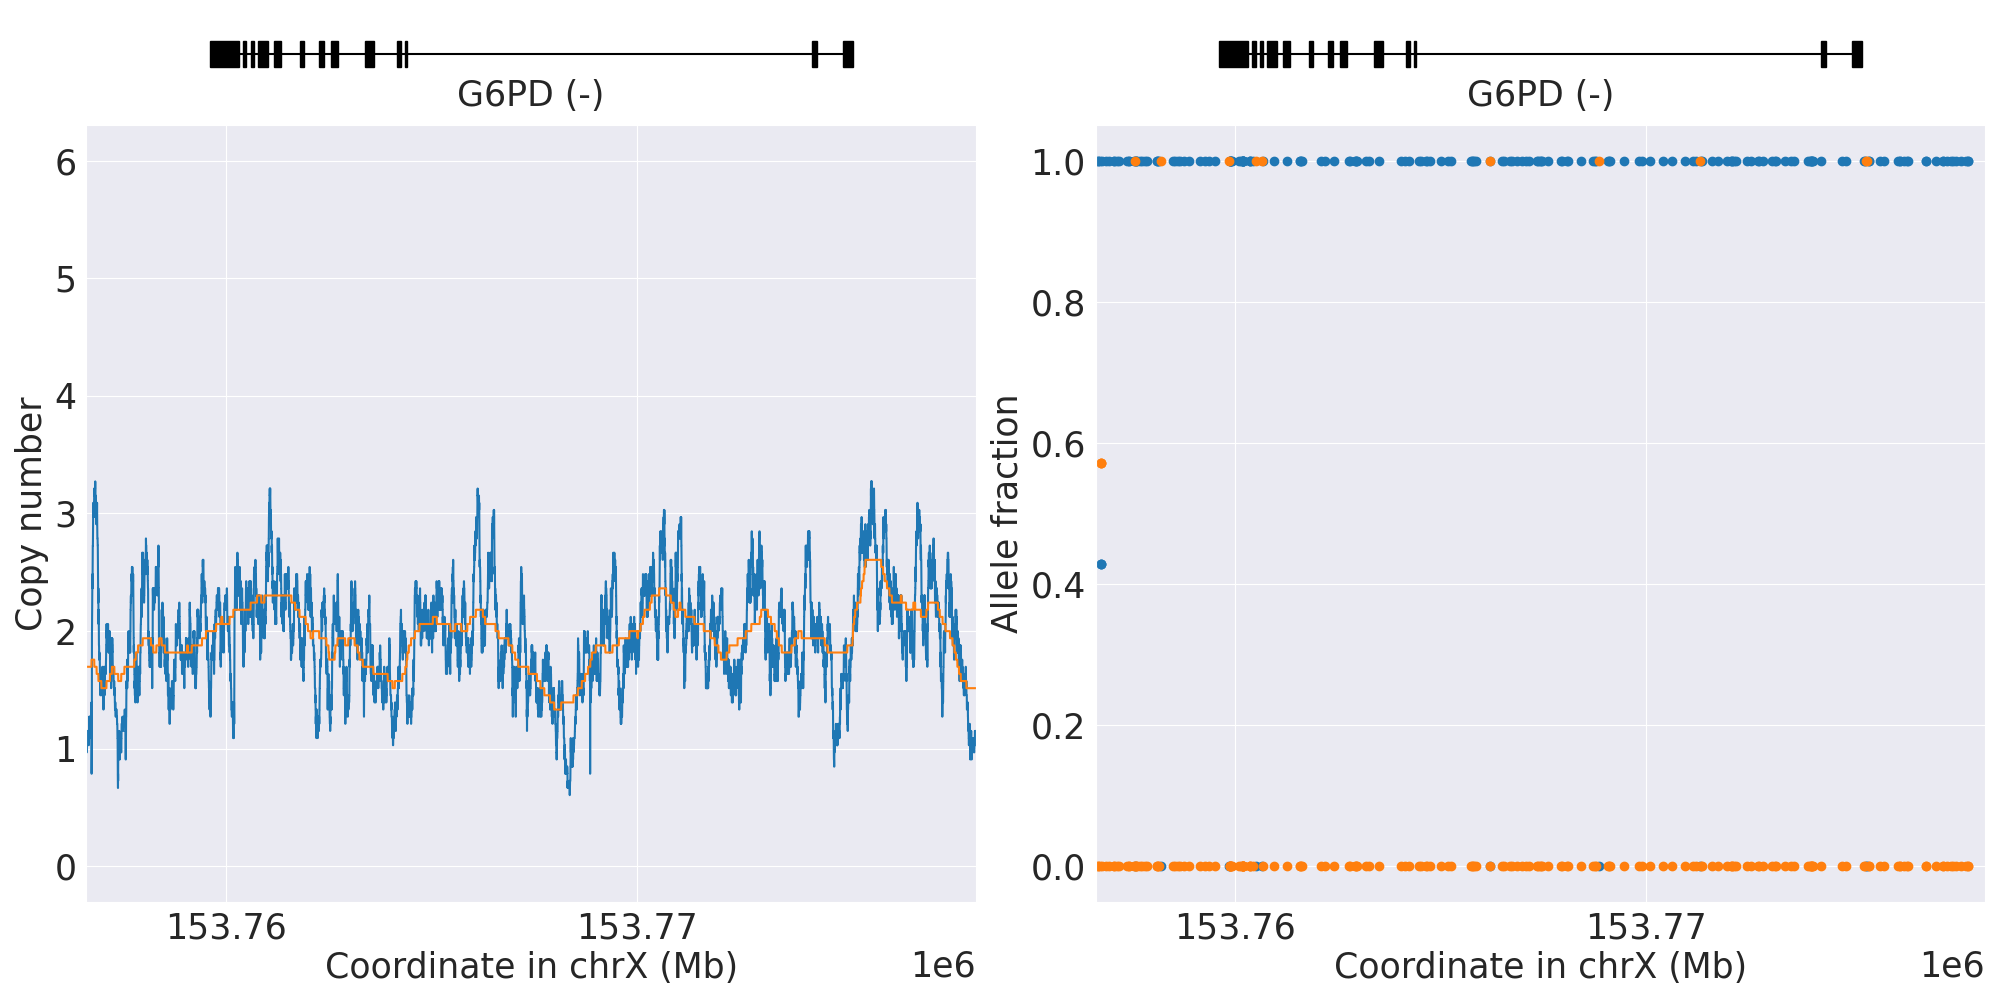 G6PD (-)
6
5
4
3
2
1
0
Copy number
153.76
153.77
Coordinate in chrX (Mb)
1e6
G6PD (-)
1.0
0.8
0.6
0.4
0.2
0.0
Allele fraction
153.76
153.77
Coordinate in chrX (Mb)
1e6